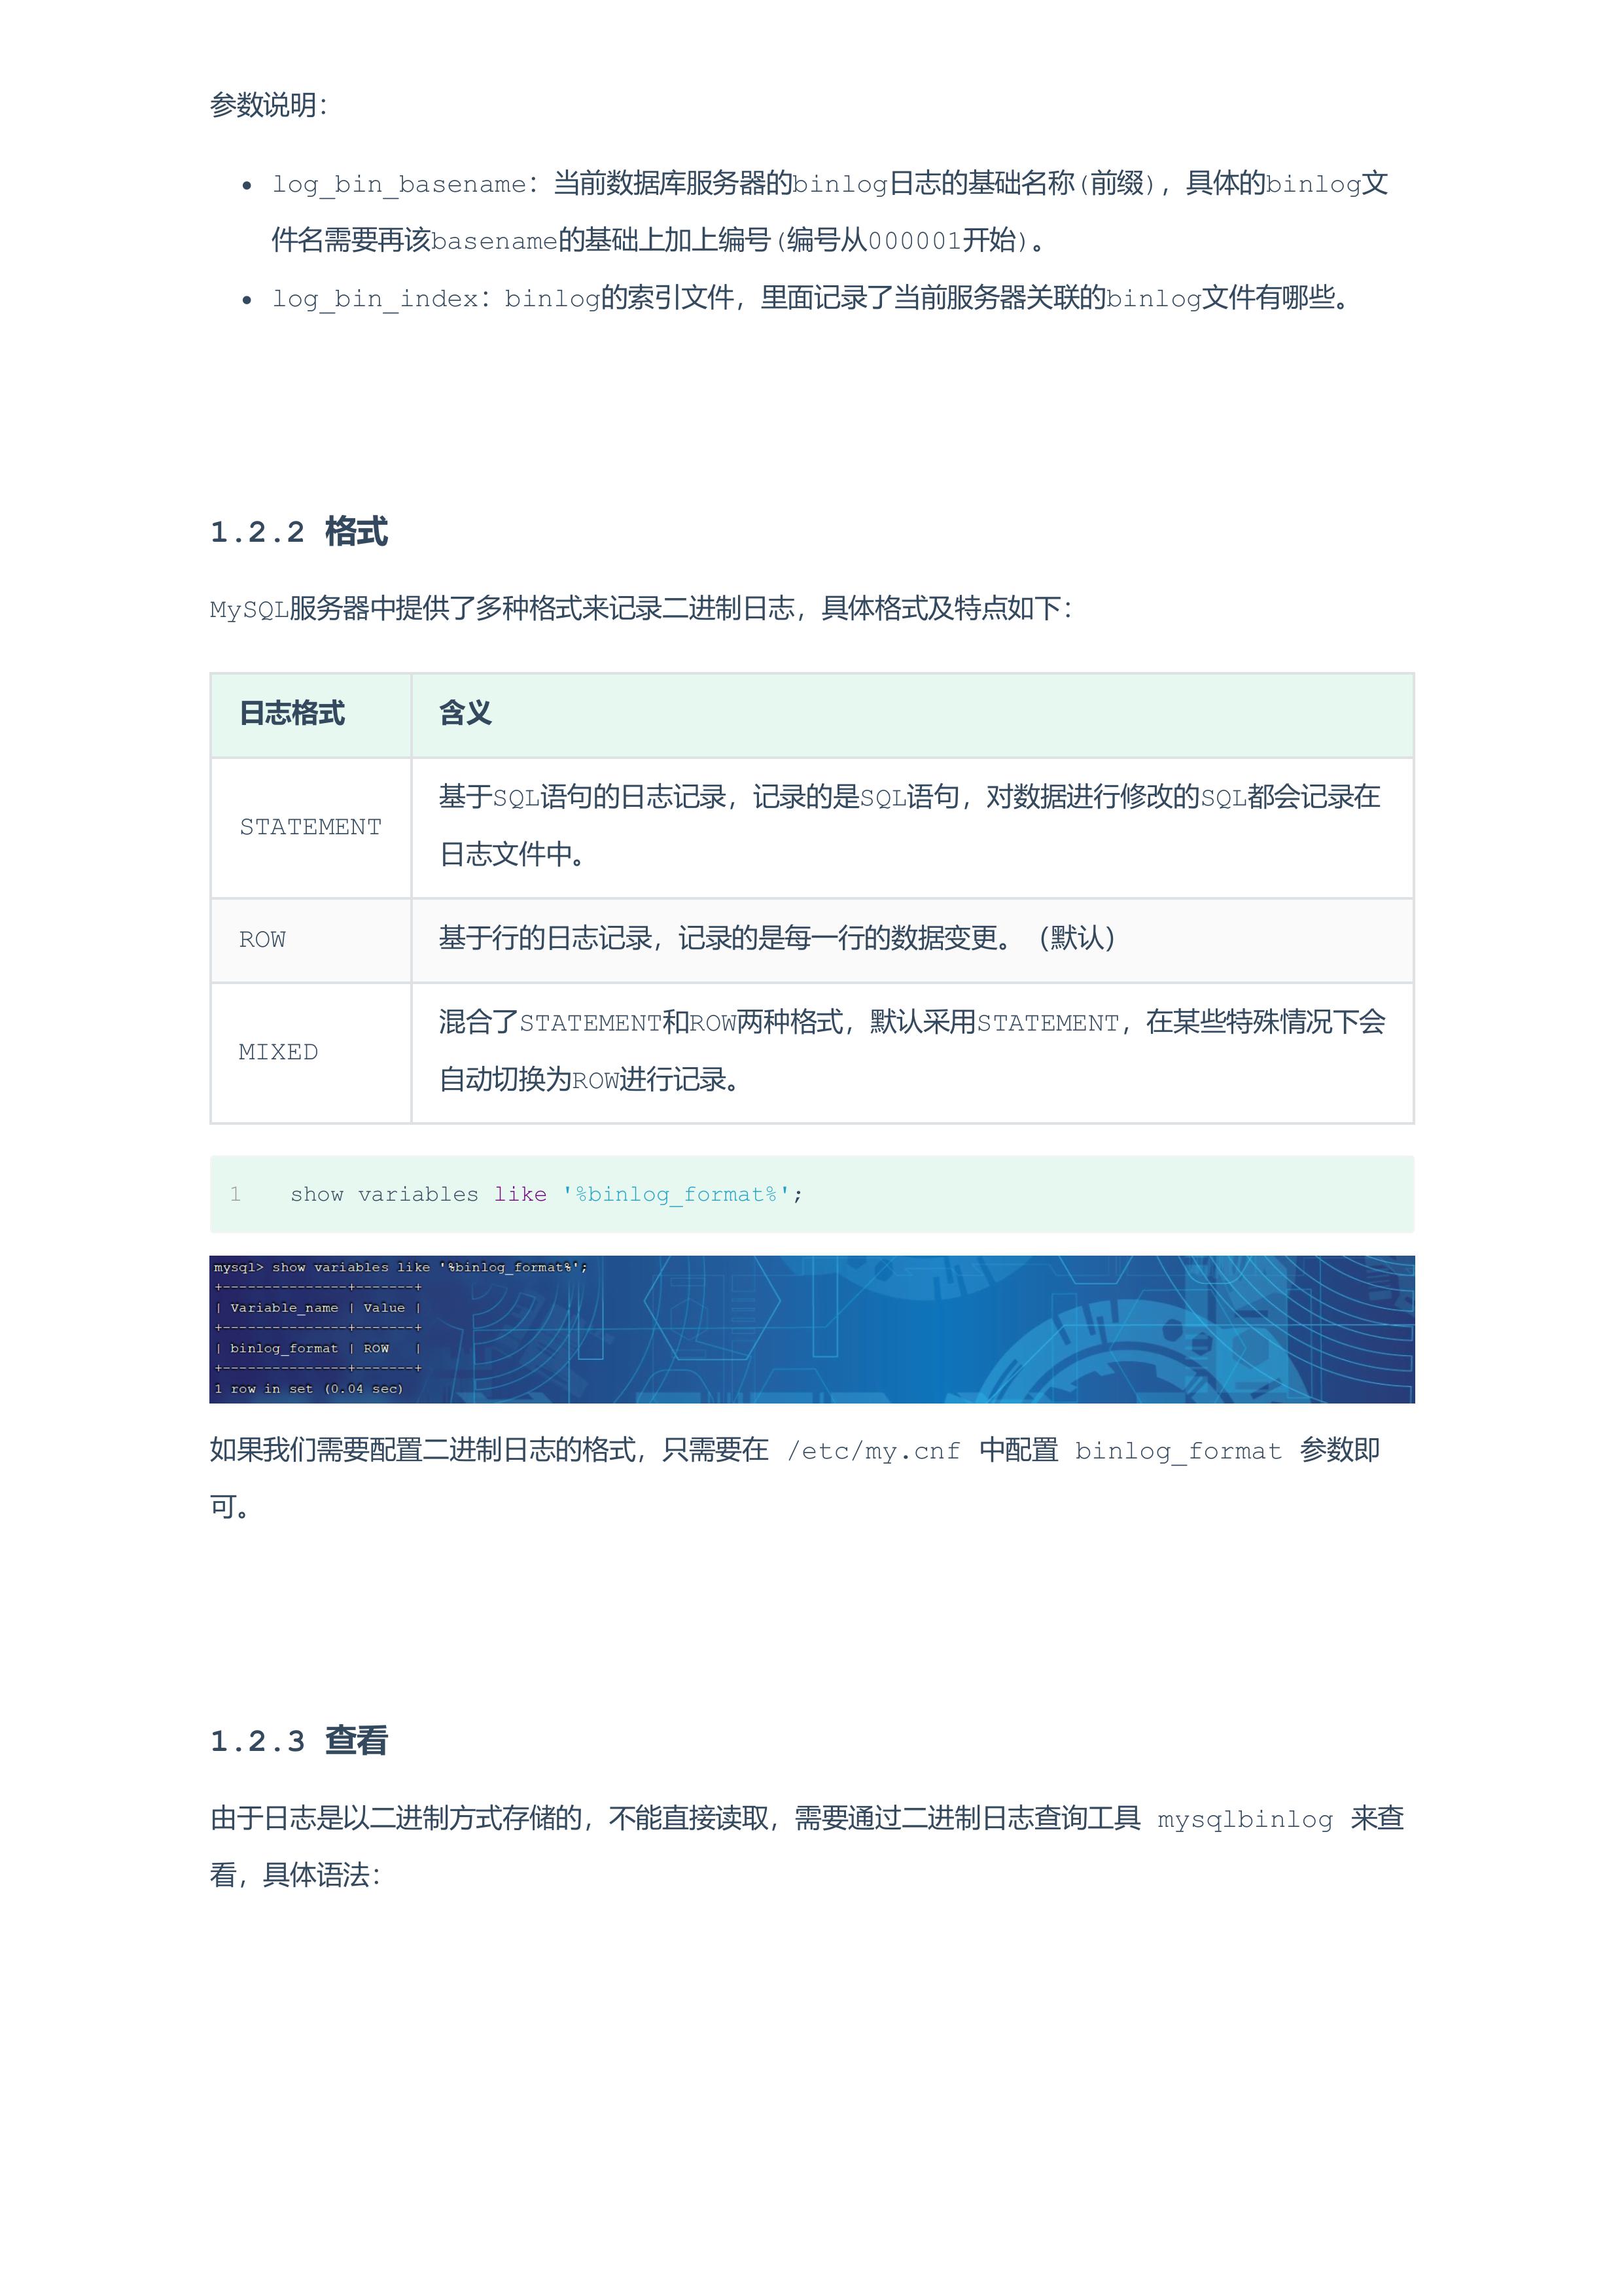 参数说明：
• log_bin_basename：当前数据库服务器的binlog日志的基础名称(前缀)，具体的binlog文
件名需要再该basename的基础上加上编号(编号从000001开始)。
• log_bin_index：binlog的索引文件，里面记录了当前服务器关联的binlog文件有哪些。
1.2.2 格式
MySQL服务器中提供了多种格式来记录二进制日志，具体格式及特点如下：
日志格式 含义
STATEMENT 基于SQL语句的日志记录，记录的是SQL语句，对数据进行修改的SQL都会记录在
日志文件中。
ROW 基于行的日志记录，记录的是每一行的数据变更。（默认）
MIXED 混合了STATEMENT和ROW两种格式，默认采用STATEMENT，在某些特殊情况下会
自动切换为ROW进行记录。
1 show variables like '%binlog_format%';
mysql> show variables like '%binlog_format%';
+---------------+-------+
| Variable_name | Value |
+---------------+-------+
| binlog_format | ROW   |
+---------------+-------+
1 row in set (0.04 sec)
如果我们需要配置二进制日志的格式，只需要在 /etc/my.cnf 中配置 binlog_format 参数即
可。
1.2.3 查看
由于日志是以二进制方式存储的，不能直接读取，需要通过二进制日志查询工具 mysqlbinlog 来查
看，具体语法：